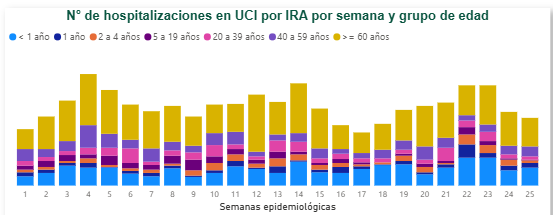 N° de hospitalizaciones en UCI por IRA por semana y grupo de edad
< 1 año 1 año 2 a 4 años 5 a 19 años 20 a 39 años 40 a 59 años >= 60 años
1 2 3 4 5 6 7 8 9 10 11 12 13 14 15 16 17 18 19 20 21 22 23 24 25
Semanas epidemiológicas